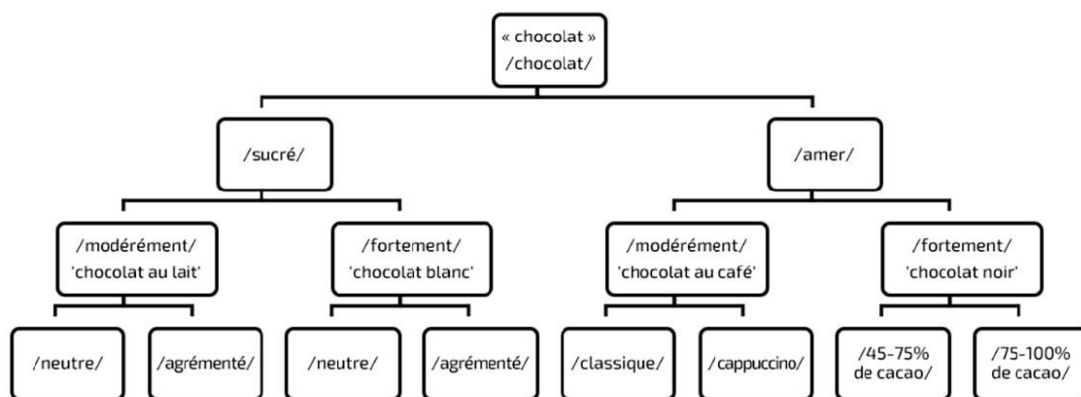 « chocolat »
/chocolat/
/sucré/
/amer/
/modérément/
'chocolat au lait'
/fortement/
'chocolat blanc'
/modérément/
'chocolat au café'
/fortement/
'chocolat noir'
/neutre/
/agrémenté/
/neutre/
/agrémenté/
/classique/
/cappuccino/
/45-75%
de cacao/
/75-100%
de cacao/